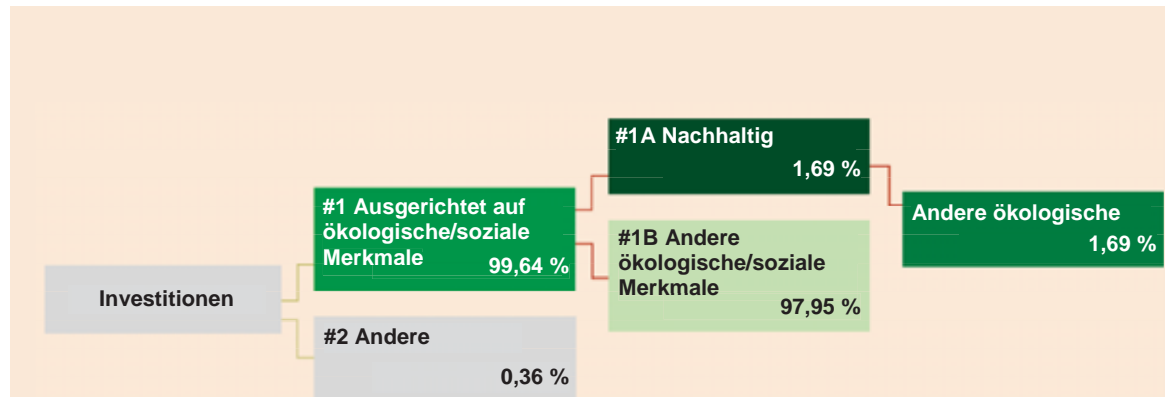 #1A Nachhaltig
1,69 %
#1 Ausgerichtet auf
ökologische/soziale
Merkmale 99,64 %
Andere ökologische
1,69 %
#1B Andere
ökologische/soziale
Merkmale
97,95 %
Investitionen
#2 Andere
0,36 %